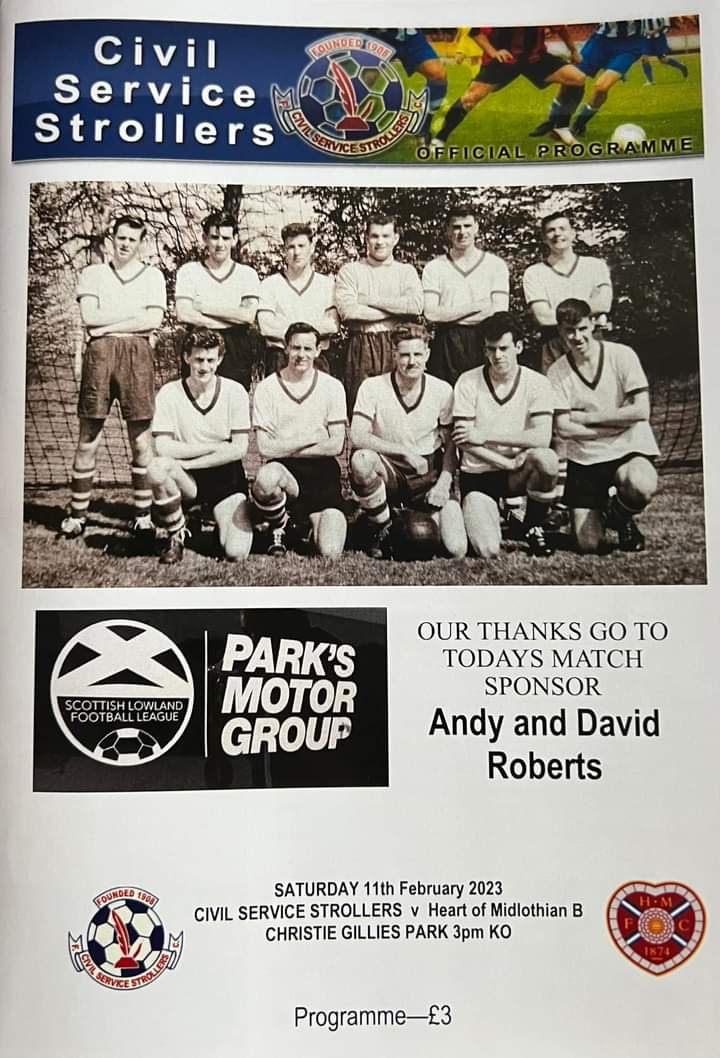 Civil
Service
Strollers
FOUNDED 1908
F. CIVIL SERVICE STROLLERS C.
OFFICIAL PROGRAMME
SCOTTISH LOWLAND
FOOTBALL LEAGUE
PARK'S
MOTOR
GROUP
OUR THANKS GO TO
TODAYS MATCH
SPONSOR
Andy and David
Roberts
SATURDAY 11th February 2023
CIVIL SERVICE STROLLERS v Heart of Midlothian B
CHRISTIE GILLIES PARK 3pm KO
FOUNDED 1908
F. CIVIL SERVICE STROLLERS C.
H M
F C
1874
Programme—£3